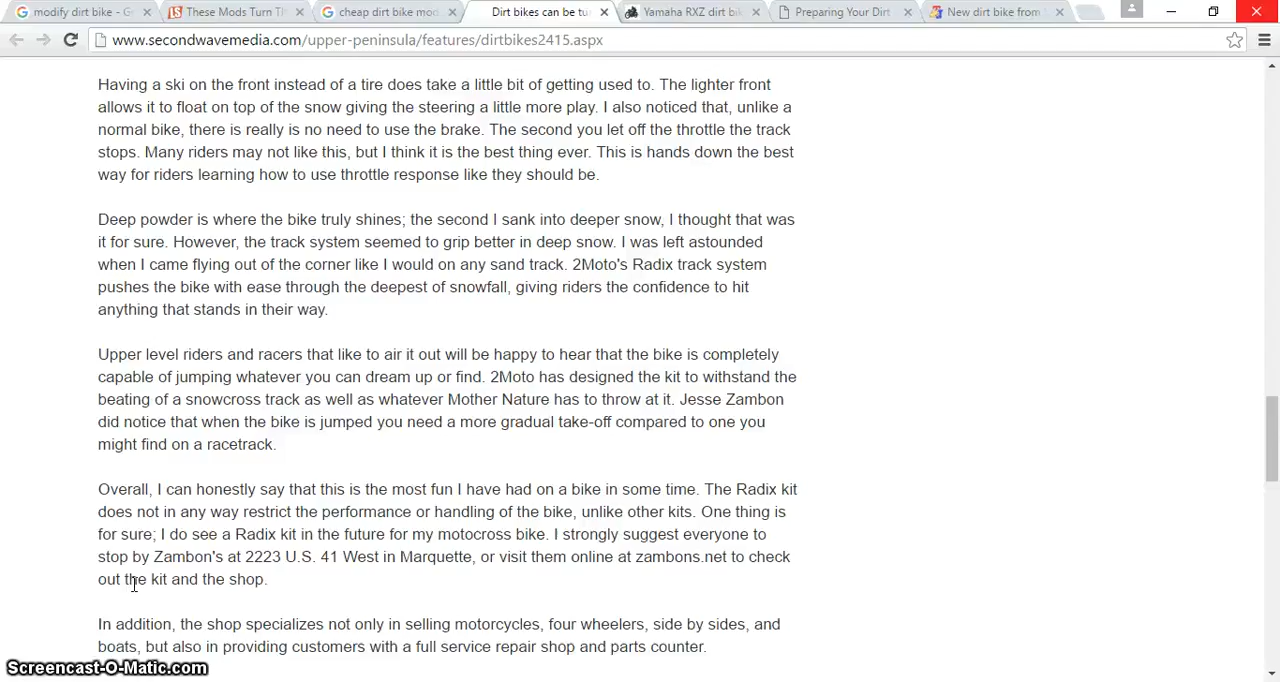 modify dirt bike - G
These Mods Turn Th
cheap dirt bike mod
Dirt bikes can be tu
Yamaha RXZ dirt bi
Preparing Your Dirt
New dirt bike from
www.secondwavemedia.com/upper-peninsula/features/dirtbikes2415.aspx
Having a ski on the front instead of a tire does take a little bit of getting used to. The lighter front
allows it to float on top of the snow giving the steering a little more play. I also noticed that, unlike a
normal bike, there is really is no need to use the brake. The second you let off the throttle the track
stops. Many riders may not like this, but I think it is the best thing ever. This is hands down the best
way for riders learning how to use throttle response like they should be.
Deep powder is where the bike truly shines; the second I sank into deeper snow, I thought that was
it for sure. However, the track system seemed to grip better in deep snow. I was left astounded
when I came flying out of the corner like I would on any sand track. 2Moto's Radix track system
pushes the bike with ease through the deepest of snowfall, giving riders the confidence to hit
anything that stands in their way.
Upper level riders and racers that like to air it out will be happy to hear that the bike is completely
capable of jumping whatever you can dream up or find. 2Moto has designed the kit to withstand the
beating of a snowcross track as well as whatever Mother Nature has to throw at it. Jesse Zambon
did notice that when the bike is jumped you need a more gradual take-off compared to one you
might find on a racetrack.
Overall, I can honestly say that this is the most fun I have had on a bike in some time. The Radix kit
does not in any way restrict the performance or handling of the bike, unlike other kits. One thing is
for sure; I do see a Radix kit in the future for my motocross bike. I strongly suggest everyone to
stop by Zambon's at 2223 U.S. 41 West in Marquette, or visit them online at zambons.net to check
out the kit and the shop.
In addition, the shop specializes not only in selling motorcycles, four wheelers, side by sides, and
boats, but also in providing customers with a full service repair shop and parts counter.
Screencast-O-Matic.com